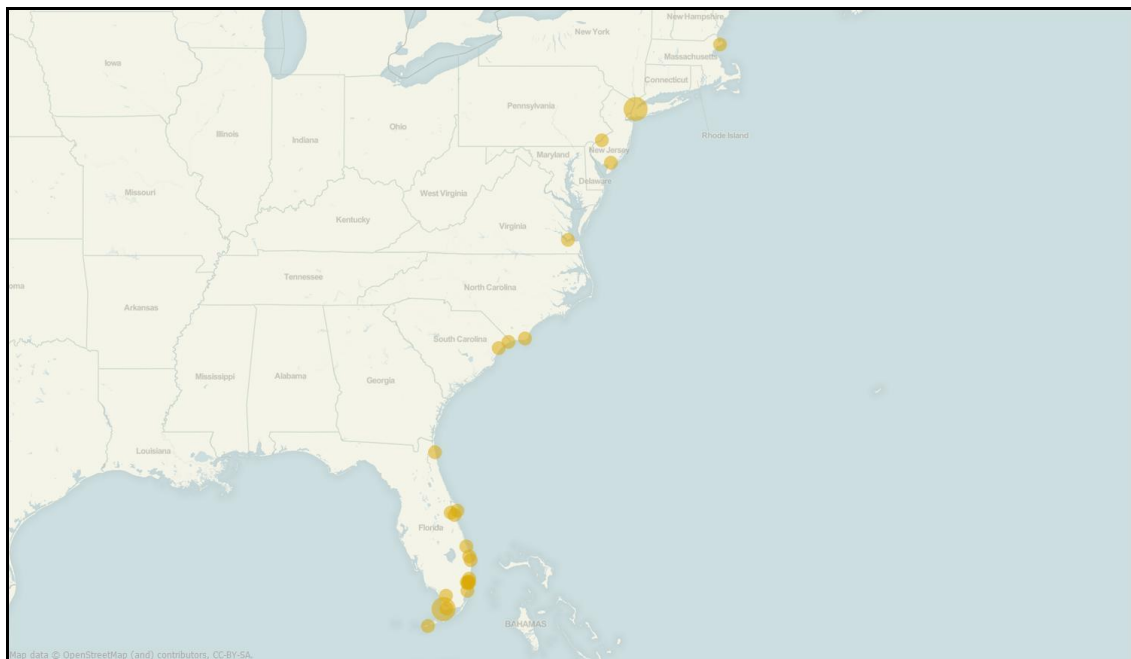 New Hampshire
New York
Massachusetts
Iowa
Connecticut
Pennsylvania
Ohio
Illinois
Indiana
Rhode Island
New Jersey
Maryland
Delaware
Missouri
West Virginia
Kentucky
Virginia
Tennessee
North Carolina
ama
Arkansas
South Carolina
Mississippi
Alabama
Georgia
Louisiana
Florida
BAHAMAS
Map data © OpenStreetMap (and) contributors, CC-BY-SA.